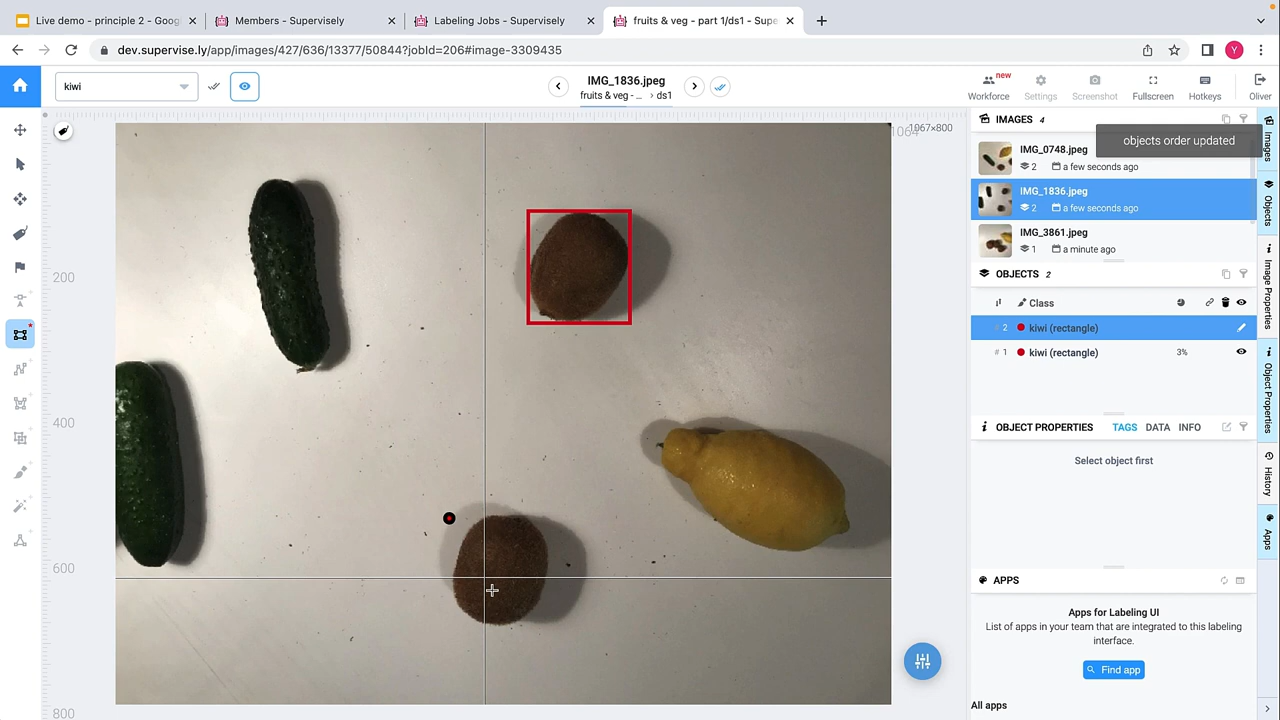 Live demo - principle 2 - Goog
Members - Supervisely
Labeling Jobs - Supervisely
fruits & veg - part 1/ds1 - Supe
dev.supervise.ly/app/images/427/636/13377/50844?jobId=206#image-3309435
Y
kiwi
IMG_1836.jpeg
fruits & veg - ... › ds1
new
Workforce
Settings
Screenshot
Fullscreen
Hotkeys
Oliver
1067×800
IMAGES 4
objects order updated
IMG_0748.jpeg
2 a few seconds ago
IMG_1836.jpeg
2 a few seconds ago
IMG_3861.jpeg
1 a minute ago
OBJECTS 2
Class
# 2 kiwi (rectangle)
# 1 kiwi (rectangle)
OBJECT PROPERTIES TAGS DATA INFO
Select object first
APPS
Apps for Labeling UI
List of apps in your team that are integrated to this labeling
interface.
Find app
All apps
200
400
600
800
Images
Objects
Image Properties
Object Properties
History
Apps